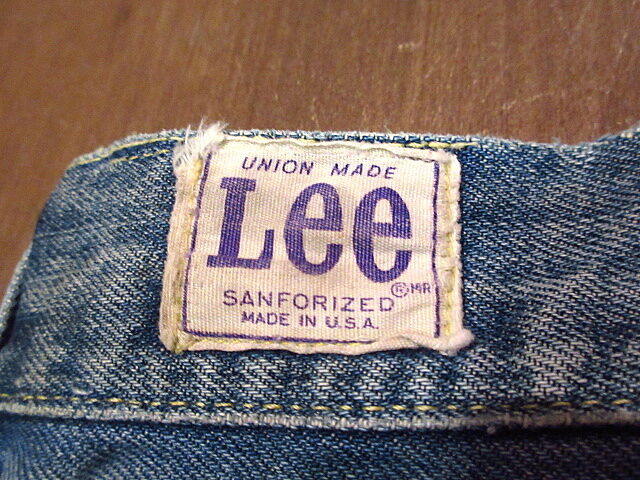 UNION MADE
Lee
® MR
SANFORIZED
MADE IN U.S.A.